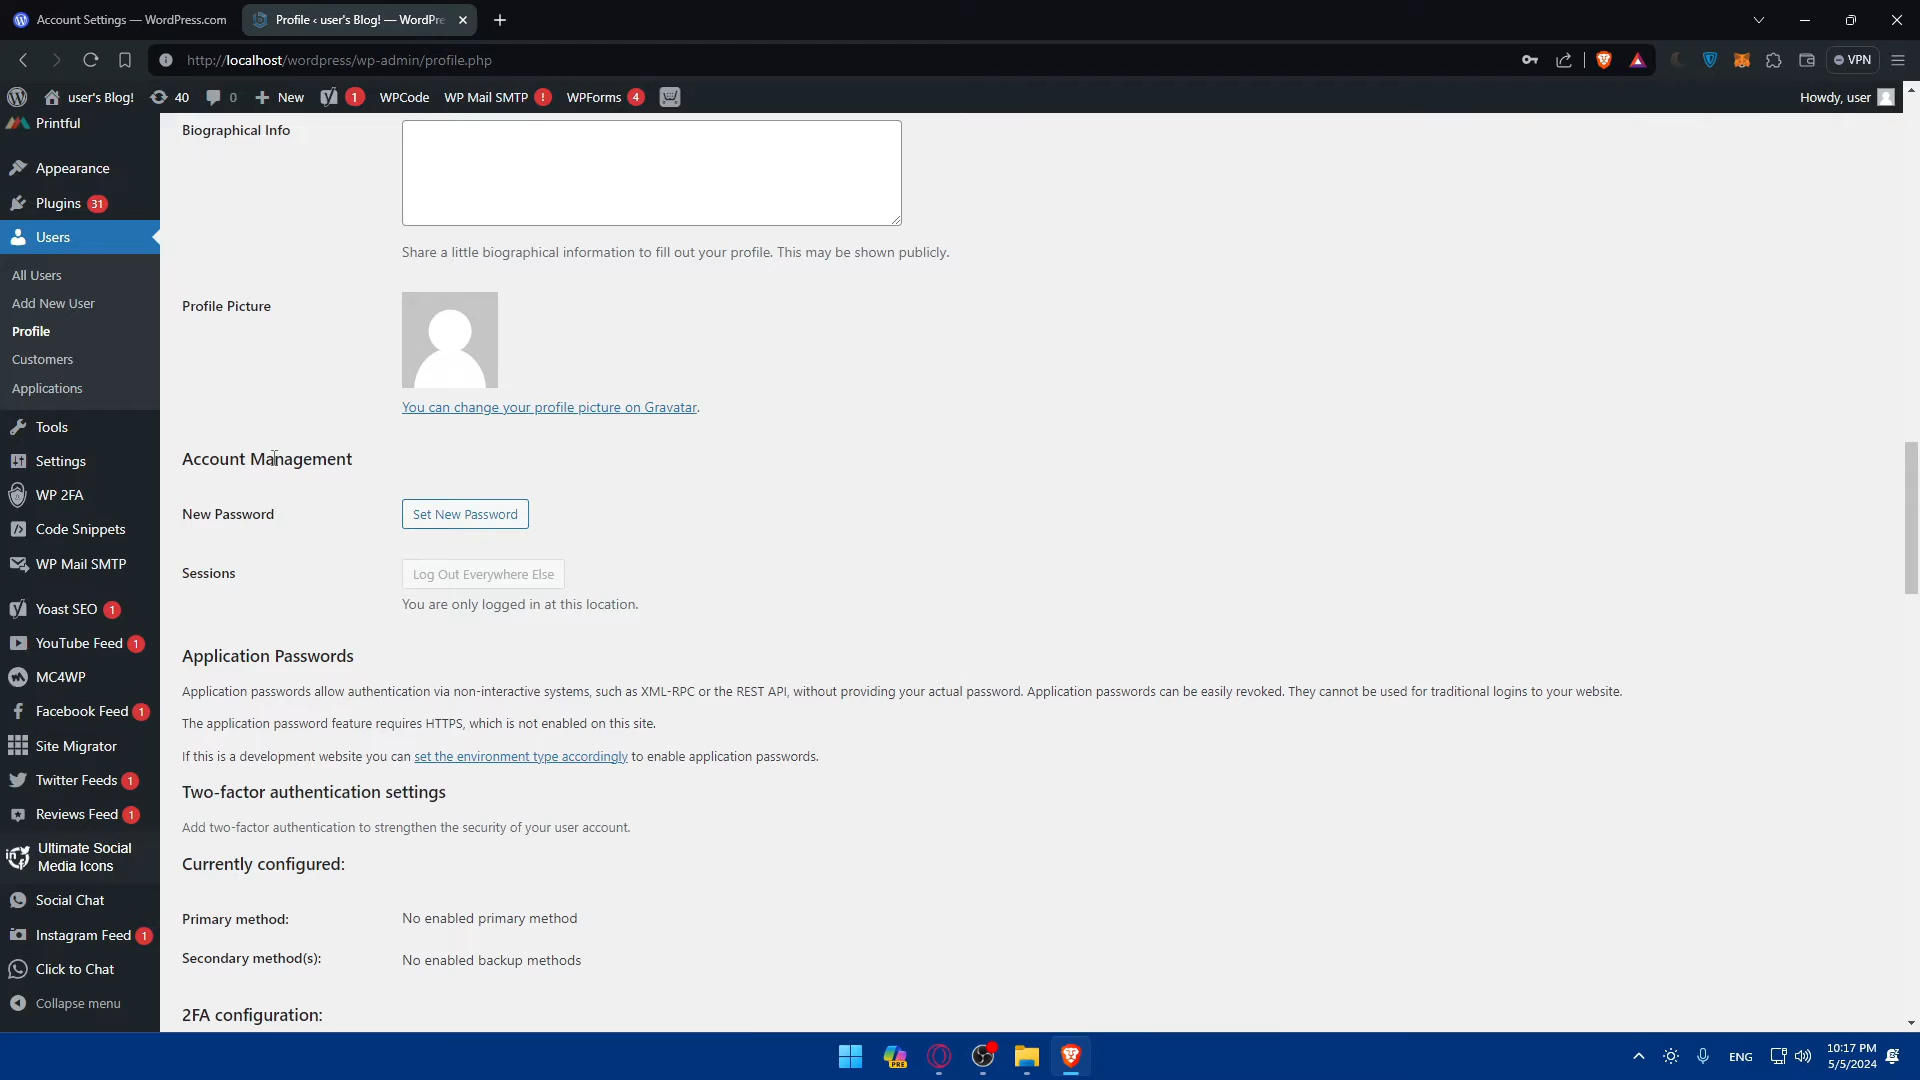 Account Settings — WordPress.com
Profile ‹ user's Blog! — WordPre
http://localhost/wordpress/wp-admin/profile.php
VPN
user's Blog!
40
0
New
1
WPCode
WP Mail SMTP !
WPForms 4
Howdy, user
Printful
Appearance
Plugins 31
Users
All Users
Add New User
Profile
Customers
Applications
Tools
Settings
WP 2FA
Code Snippets
WP Mail SMTP
Yoast SEO 1
YouTube Feed 1
MC4WP
Facebook Feed 1
Site Migrator
Twitter Feeds 1
Reviews Feed 1
Ultimate Social
Media Icons
Social Chat
Instagram Feed 1
Click to Chat
Collapse menu
Biographical Info
Share a little biographical information to fill out your profile. This may be shown publicly.
Profile Picture
You can change your profile picture on Gravatar.
Account Management
New Password
Set New Password
Sessions
Log Out Everywhere Else
You are only logged in at this location.
Application Passwords
Application passwords allow authentication via non-interactive systems, such as XML-RPC or the REST API, without providing your actual password. Application passwords can be easily revoked. They cannot be used for traditional logins to your website.
The application password feature requires HTTPS, which is not enabled on this site.
If this is a development website you can set the environment type accordingly to enable application passwords.
Two-factor authentication settings
Add two-factor authentication to strengthen the security of your user account.
Currently configured:
Primary method:
No enabled primary method
Secondary method(s):
No enabled backup methods
2FA configuration:
PRE
ENG
10:17 PM
5/5/2024